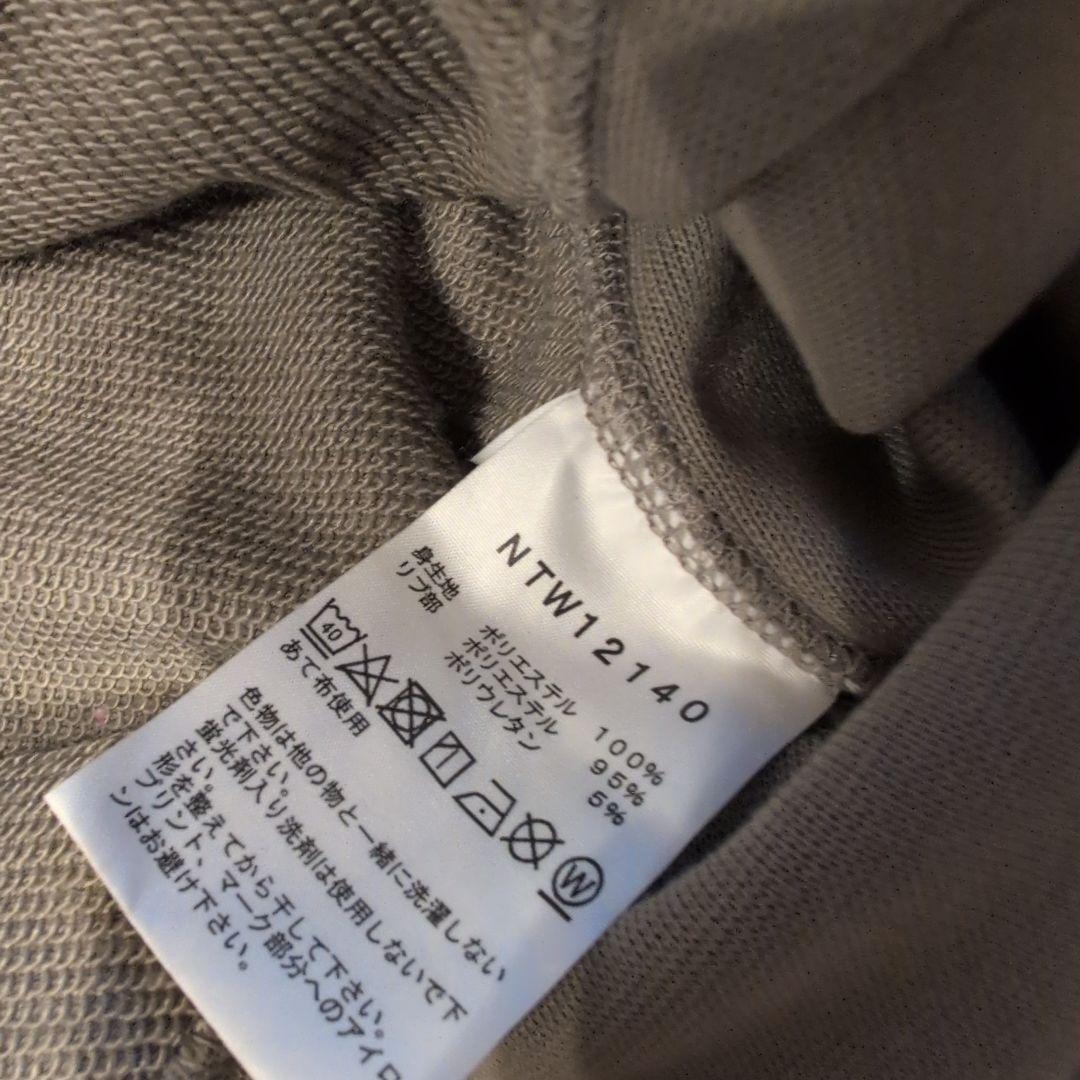 NTW12140
身生地 ポリエステル 100%
リブ部 ポリエステル 95%
ポリウレタン 5%
40
W
あて布使用
色物は他の物と一緒に洗濯しない
で下さい。
蛍光剤入り洗剤は使用しないで下
さい。
形を整えてから干して下さい。
プリント、マーク部分へのアイロ
ンはお避け下さい。